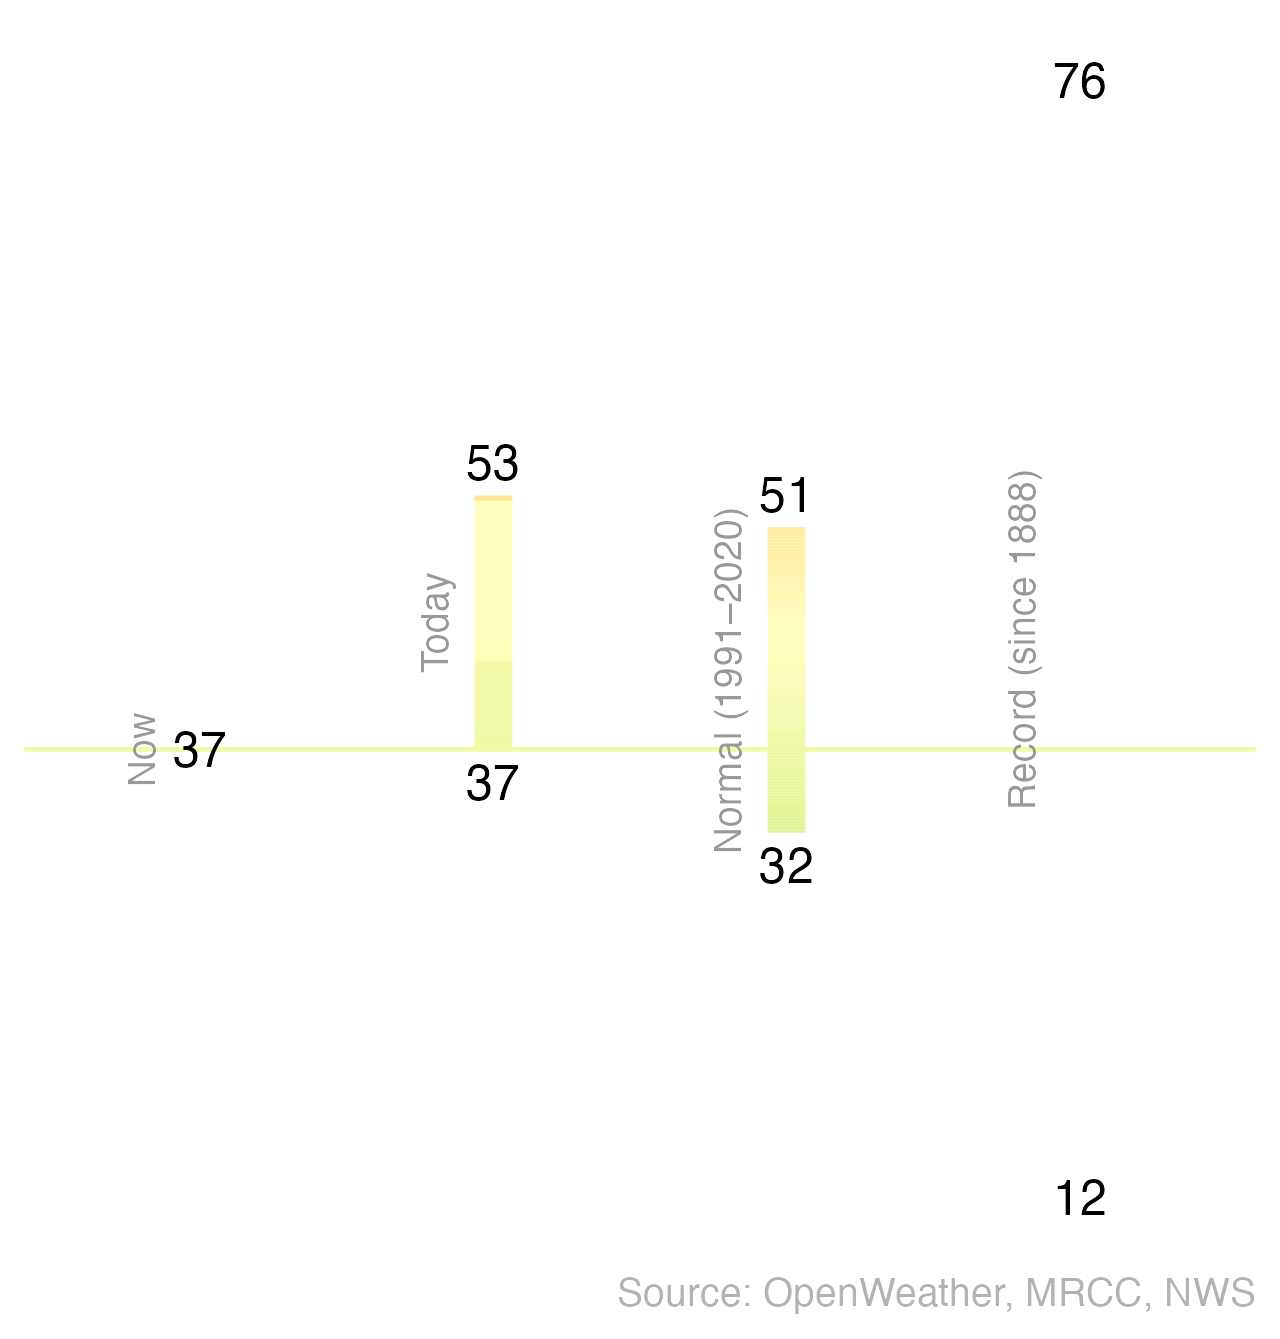 76
53
51
Today
Normal (1991–2020)
Record (since 1888)
Now
37
37
32
12
Source: OpenWeather, MRCC, NWS